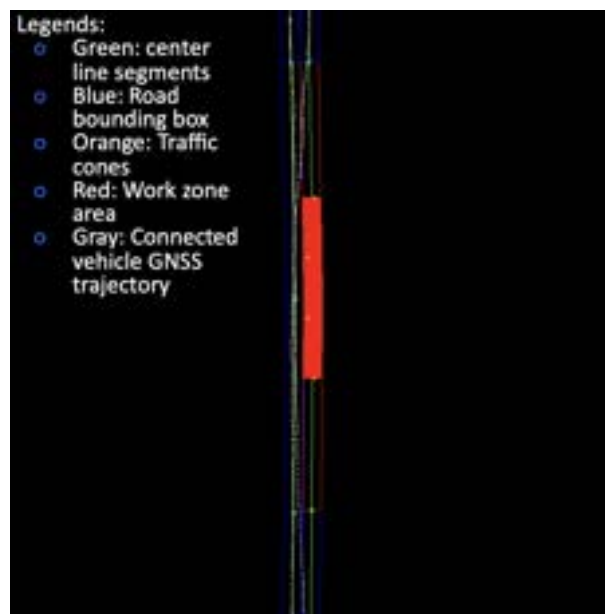 Legends:
Green: center
line segments
Blue: Road
bounding box
Orange: Traffic
cones
Red: Work zone
area
Gray: Connected
vehicle GNSS
trajectory